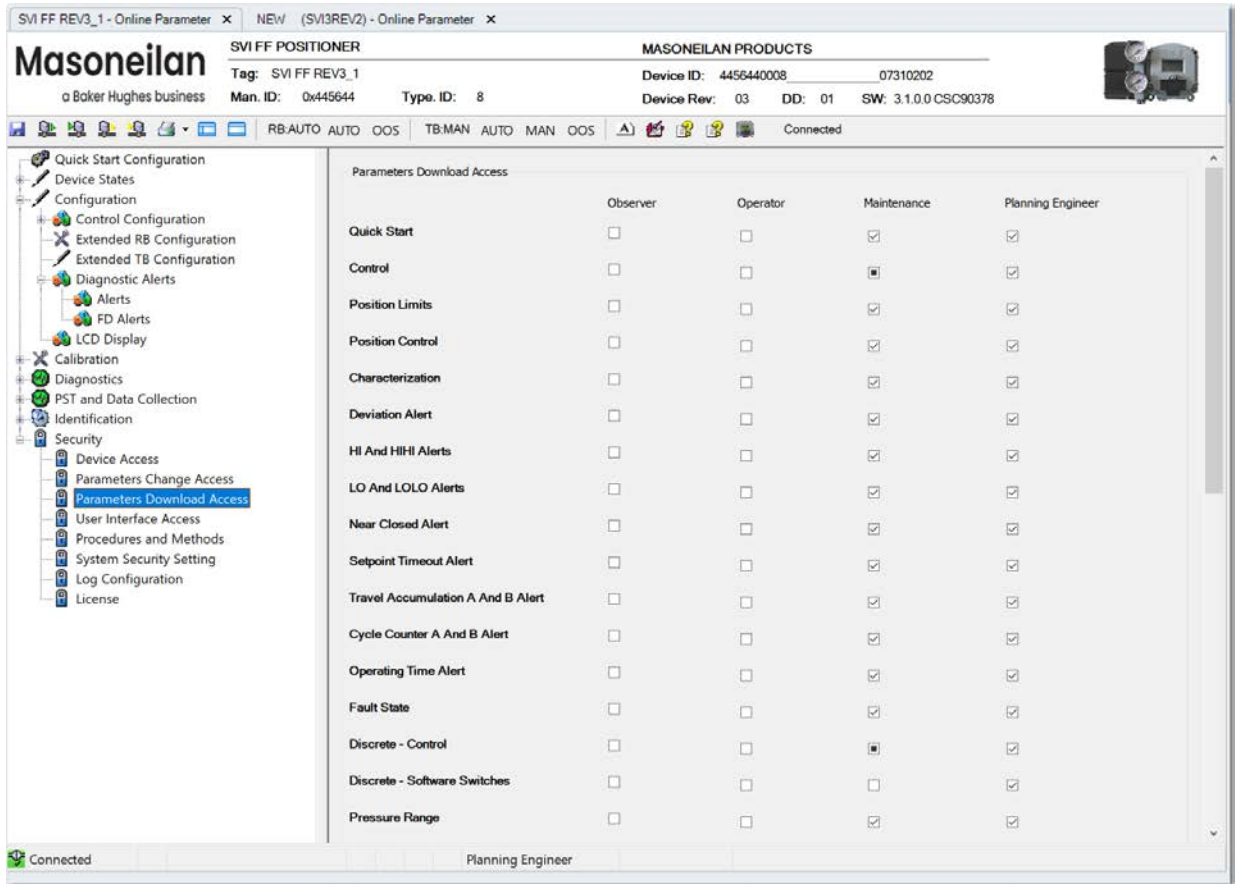 SVI FF REV3_1 - Online Parameter X NEW (SVI3REV2) - Online Parameter X
Masoneilan
a Baker Hughes business
SVI FF POSITIONER
Tag: SVI FF REV3_1
Man. ID: 0x445644 Type. ID: 8
MASONEILAN PRODUCTS
Device ID: 4456440008__________07310202
Device Rev: 03 DD: 01 SW: 3.1.0.0 CSC90378
RB:AUTO AUTO OOS TB:MAN AUTO MAN OOS A) Connected
Quick Start Configuration
Device States
Configuration
Control Configuration
Extended RB Configuration
Extended TB Configuration
Diagnostic Alerts
Alerts
FD Alerts
LCD Display
Calibration
Diagnostics
PST and Data Collection
Identification
Security
Device Access
Parameters Change Access
Parameters Download Access
User Interface Access
Procedures and Methods
System Security Setting
Log Configuration
License
Parameters Download Access
Observer Operator Maintenance Planning Engineer
Quick Start
Control
Position Limits
Position Control
Characterization
Deviation Alert
HI And HIHI Alerts
LO And LOLO Alerts
Near Closed Alert
Setpoint Timeout Alert
Travel Accumulation A And B Alert
Cycle Counter A And B Alert
Operating Time Alert
Fault State
Discrete - Control
Discrete - Software Switches
Pressure Range
Connected Planning Engineer